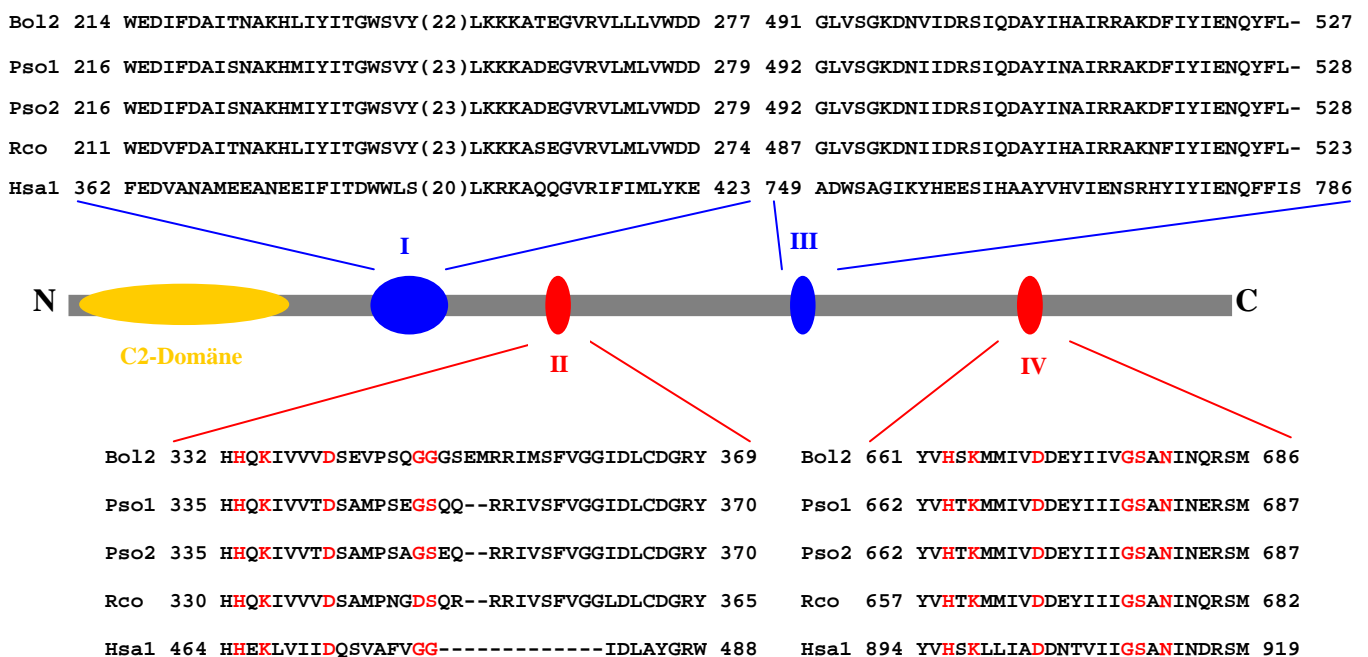 Bol2 214 WEDIFDAITNAKHLIYITGWSVY(22)LKKKATEGVRVLLLVWDD 277 491 GLVSGKDNVIDRSIQDAYIHAIRRAKDFIYIENQYFL- 527
Pso1 216 WEDIFDAISNAKHMIYITGWSVY(23)LKKKADEGVRVLMLVWDD 279 492 GLVSGKDNIIDRSIQDAYINAIRRAKDFIYIENQYFL- 528
Pso2 216 WEDIFDAISNAKHMIYITGWSVY(23)LKKKADEGVRVLMLVWDD 279 492 GLVSGKDNIIDRSIQDAYINAIRRAKDFIYIENQYFL- 528
Rco 211 WEDVFDAITNAKHLIYITGWSVY(23)LKKKASEGVRVLMLVWDD 274 487 GLVSGKDNIIDRSIQDAYIHAIRRAKNFIYIENQYFL- 523
Hsa1 362 FEDVANAMEEANEEIFITDWWLS(20)LKRKAQQGVRIFIMLYKE 423 749 ADWSAGIKYHEESIHAAYVHVIENSRHYIYIENQFFIS 786
I III
N C
C2-Domäne
II IV
Bol2 332 HHQKIVVVDSEVPSQGGGSEMRRIMSFVGGIDLCDGRY 369 Bol2 661 YVHSKMMIVDDEYIIVGSANINQRSM 686
Pso1 335 HHQKIVVTDSAMPSEGSQQ--RRIVSFVGGIDLCDGRY 370 Pso1 662 YVHTKMMIVDDEYIIIGSANINERSM 687
Pso2 335 HHQKIVVTDSAMPSAGSEQ--RRIVSFVGGIDLCDGRY 370 Pso2 662 YVHTKMMIVDDEYIIIGSANINERSM 687
Rco 330 HHQKIVVVDSAMPNGDSQR--RRIVSFVGGLDLCDGRY 365 Rco 657 YVHTKMMIVDDEYIIIGSANINQRSM 682
Hsa1 464 HHEKLVIIDQSVAFVGG-------------IDLAYGRW 488 Hsa1 894 YVHSKLLIADDNTVIIGSANINDRSM 919